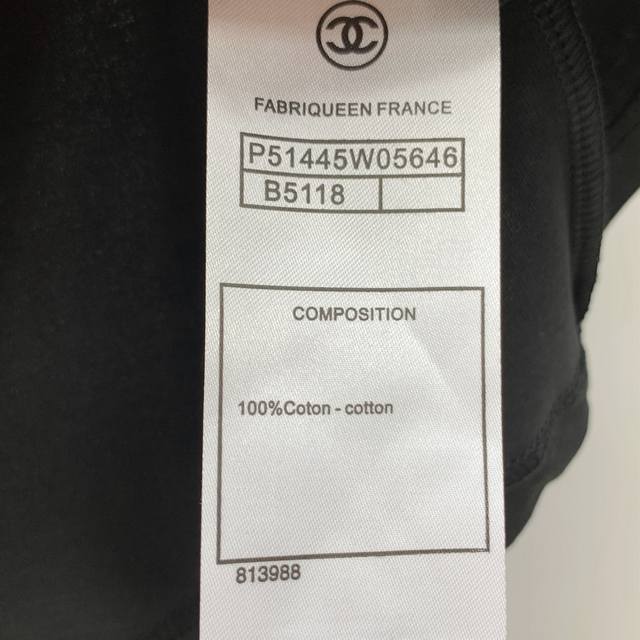 FABRIQUEEN FRANCE
P51445W05646
B5118
COMPOSITION
100%Coton - cotton
813988